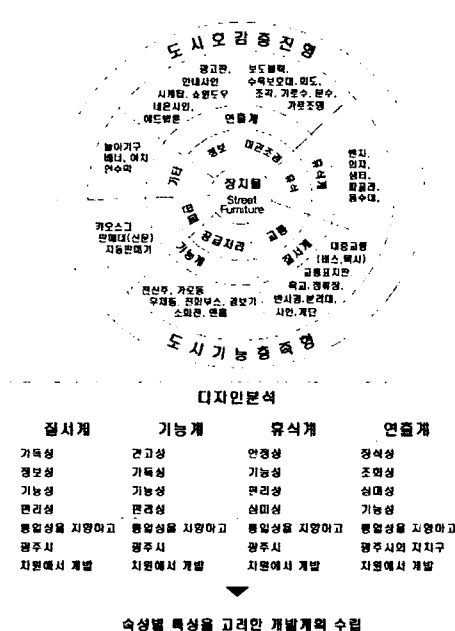 도시호감증진형
광고판,
안내사인
시계탑, 쇼윈도우
네온사인,
애드벌룬
보도블럭,
수목보호대, 의도,
조각, 가로수, 분수,
가로조명
연출계
놀이기구
배너, 아치
현수막
정보
미관조리
휴식
기타
판매
공급처리
교통
장치물
Street
Furniture
휴식계
벤치,
의자,
쉘터,
파골라,
음수대,
카오스크
판매대(신문)
자동판매기
기능계
질서계
대중교통
(버스,택시)
교통표지판
육교, 정류장,
반사경, 분리대,
사인, 계단
전신주, 가로등
우체통, 전화부스, 경보기
소화전, 맨홀
도시기능충족형
디자인분석
질서계 기능계 휴식계 연출계
가독성 견고성 안정성 장식성
정보성 가독성 기능성 조화성
기능성 기능성 편리성 심미성
편리성 편리성 심미성 기능성
통일성을 지향하고 통일성을 지향하고 통일성을 지향하고 통일성을 지향하고
광주시 광주시 광주시 광주시의 자치구
차원에서 개발 차원에서 개발 차원에서 개발 차원에서 개발
속성별 특성을 고려한 개발계획 수립